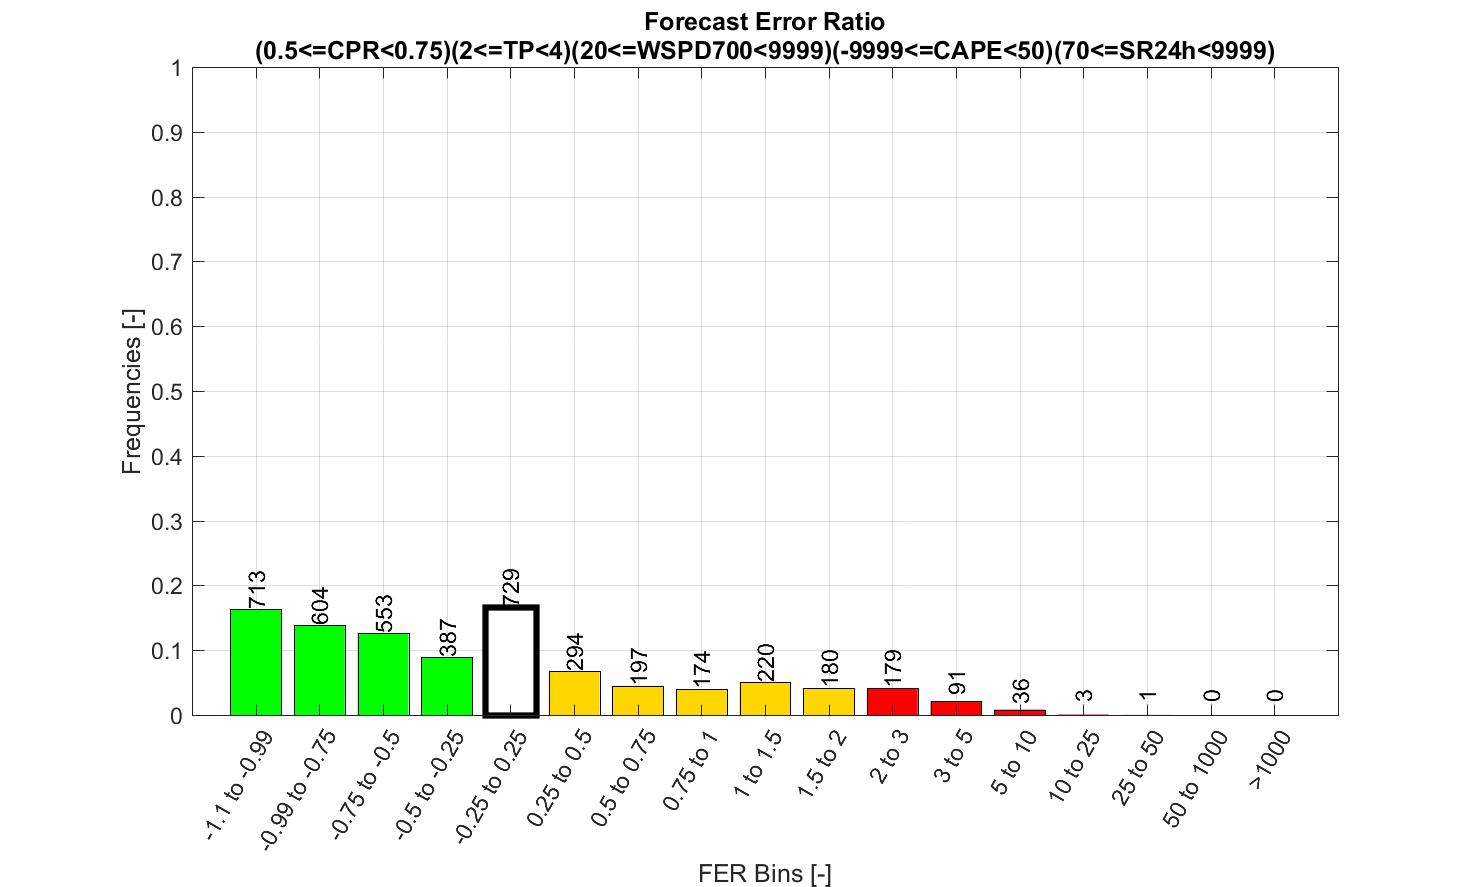 Forecast Error Ratio
(0.5<=CPR<0.75)(2<=TP<4)(20<=WSPD700<9999)(-9999<=CAPE<50)(70<=SR24h<9999)
1
0.9
0.8
0.7
0.6
0.5
0.4
0.3
0.2
0.1
0
Frequencies [-]
713
604
553
387
729
294
197
174
220
180
179
91
36
3
1
0
0
-1.1 to -0.99
-0.99 to -0.75
-0.75 to -0.5
-0.5 to -0.25
-0.25 to 0.25
0.25 to 0.5
0.5 to 0.75
0.75 to 1
1 to 1.5
1.5 to 2
2 to 3
3 to 5
5 to 10
10 to 25
25 to 50
50 to 1000
>1000
FER Bins [-]